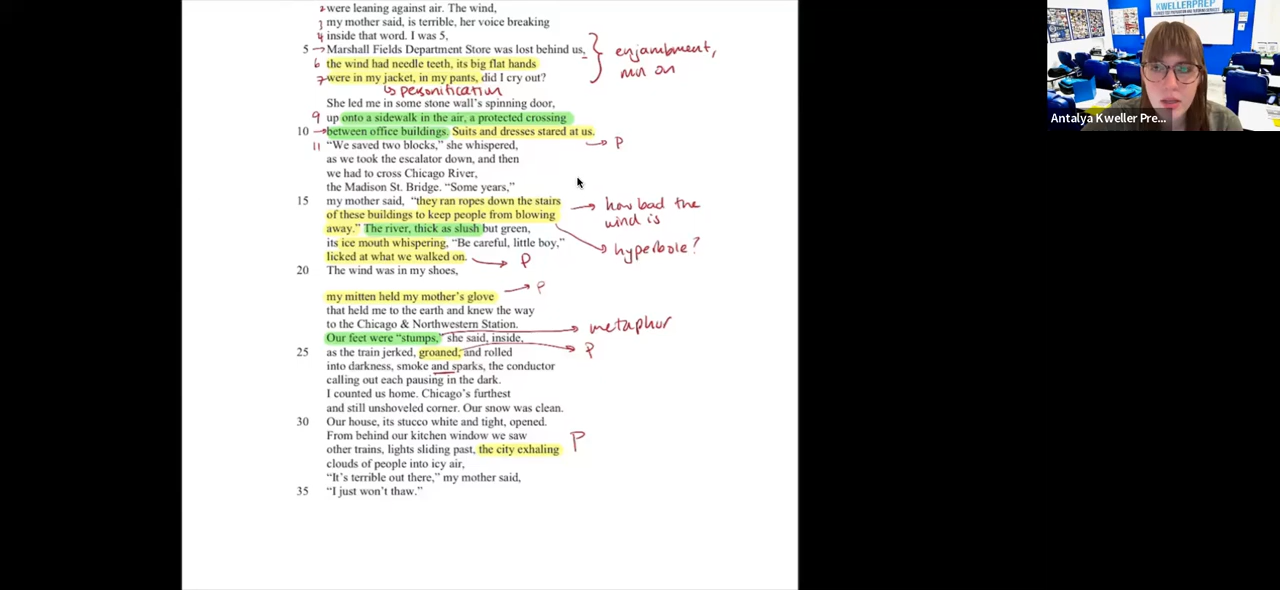 KWELLERPREP
2 were leaning against air. The wind,
3 my mother said, is terrible, her voice breaking
4 inside that word. I was 5,
5 → Marshall Fields Department Store was lost behind us,
enjambment,
6 the wind had needle teeth, its big flat hands
run on
7 were in my jacket, in my pants, did I cry out?
↳ personification
She led me in some stone wall's spinning door,
9 up onto a sidewalk in the air, a protected crossing
10 → between office buildings. Suits and dresses stared at us.
→ P
11 "We saved two blocks," she whispered,
as we took the escalator down, and then
we had to cross Chicago River,
the Madison St. Bridge. "Some years,"
15 my mother said, "they ran ropes down the stairs
→ how bad the
of these buildings to keep people from blowing
wind is
away." The river, thick as slush but green,
its ice mouth whispering, "Be careful, little boy,"
hyperbole?
licked at what we walked on.
→ P
20 The wind was in my shoes,
my mitten held my mother's glove
→ P
that held me to the earth and knew the way
to the Chicago & Northwestern Station.
→ metaphor
Our feet were "stumps," she said, inside,
25 as the train jerked, groaned, and rolled
→ P
into darkness, smoke and sparks, the conductor
calling out each pausing in the dark.
I counted us home. Chicago's furthest
and still unshoveled corner. Our snow was clean.
30 Our house, its stucco white and tight, opened.
From behind our kitchen window we saw
P
other trains, lights sliding past, the city exhaling
clouds of people into icy air,
"It's terrible out there," my mother said,
35 "I just won't thaw."
Antalya Kweller Pre...